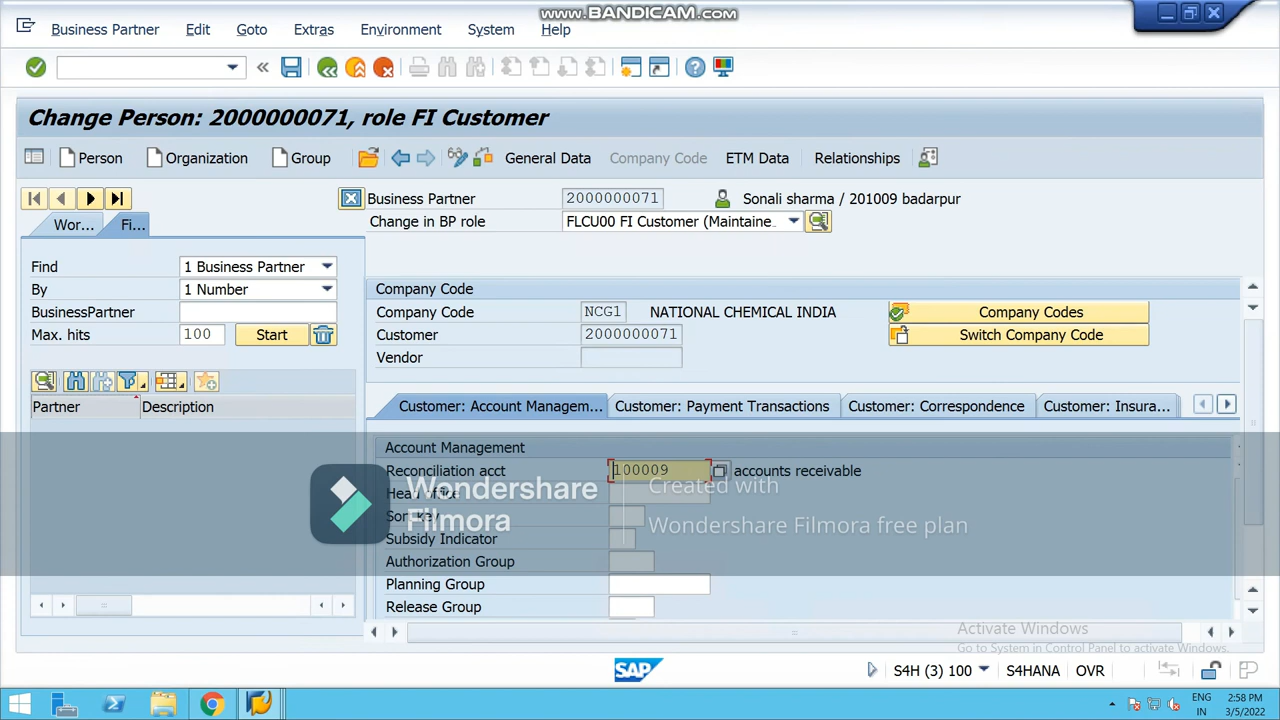 www.BANDICAM.com
Business Partner Edit Goto Extras Environment System Help
Change Person: 2000000071, role FI Customer
Person Organization Group General Data Company Code ETM Data Relationships
Business Partner 2000000071 Sonali sharma / 201009 badarpur
Wor... Fi...
Change in BP role FLCU00 FI Customer (Maintaine..
Find 1 Business Partner
By 1 Number
BusinessPartner
Max. hits 100 Start
Partner Description
Company Code
Company Code NCG1 NATIONAL CHEMICAL INDIA Company Codes
Customer 2000000071 Switch Company Code
Vendor
Customer: Account Managem... Customer: Payment Transactions Customer: Correspondence Customer: Insura...
Account Management
Reconciliation acct 100009 accounts receivable
Head office
Sort key
Subsidy Indicator
Authorization Group
Planning Group
Release Group
Wondershare
Filmora
Created with
Wondershare Filmora free plan
Activate Windows
Go to System in Control Panel to activate Windows.
SAP S4H (3) 100 S4HANA OVR
ENG 2:58 PM
IN 3/5/2022